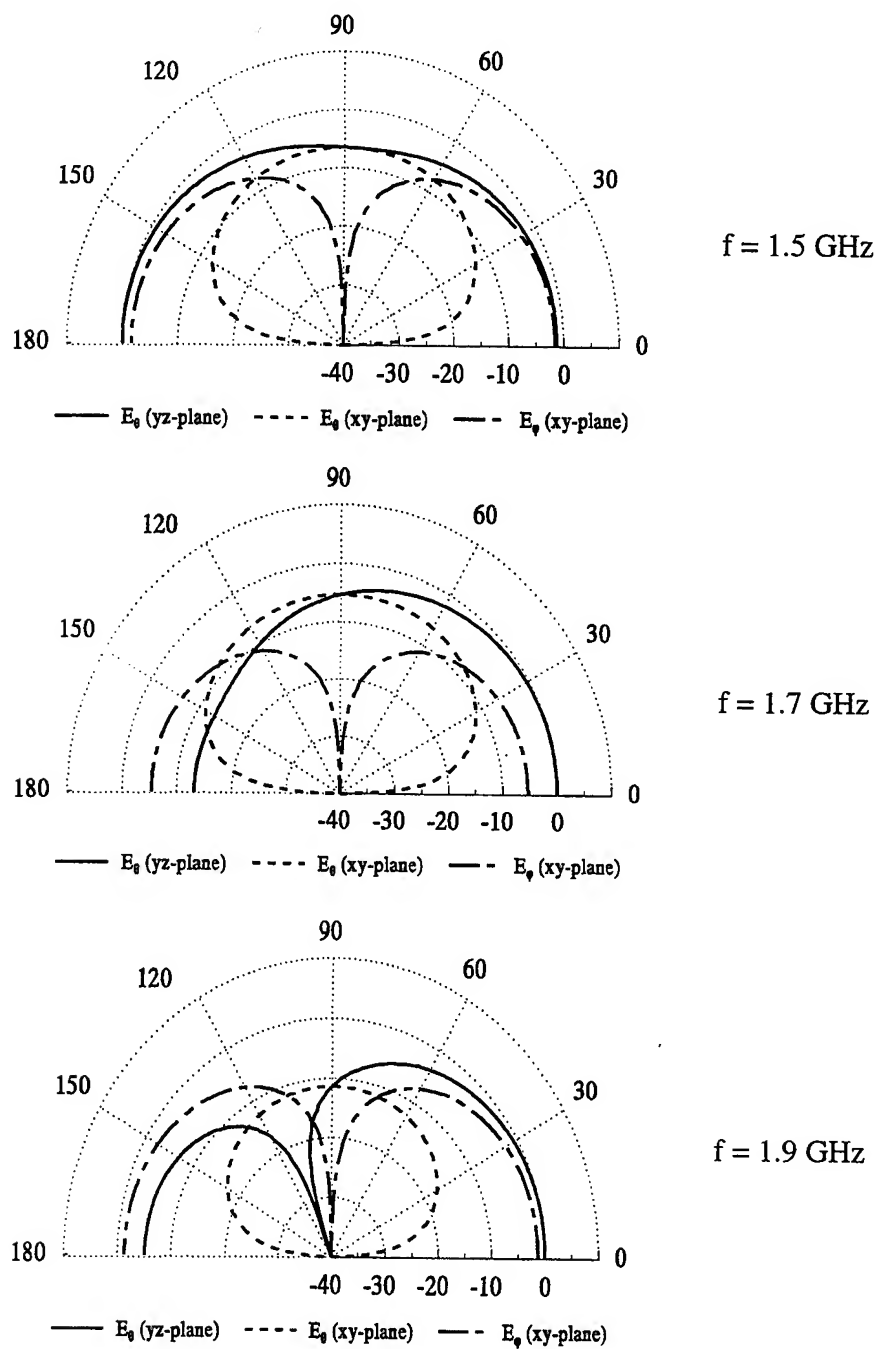 90
120 60
150 30
f = 1.5 GHz
180 0
-40 -30 -20 -10 0
E_θ (yz-plane) E_θ (xy-plane) E_φ (xy-plane)
90
120 60
150 30
f = 1.7 GHz
180 0
-40 -30 -20 -10 0
E_θ (yz-plane) E_θ (xy-plane) E_φ (xy-plane)
90
120 60
150 30
f = 1.9 GHz
180 0
-40 -30 -20 -10 0
E_θ (yz-plane) E_θ (xy-plane) E_φ (xy-plane)